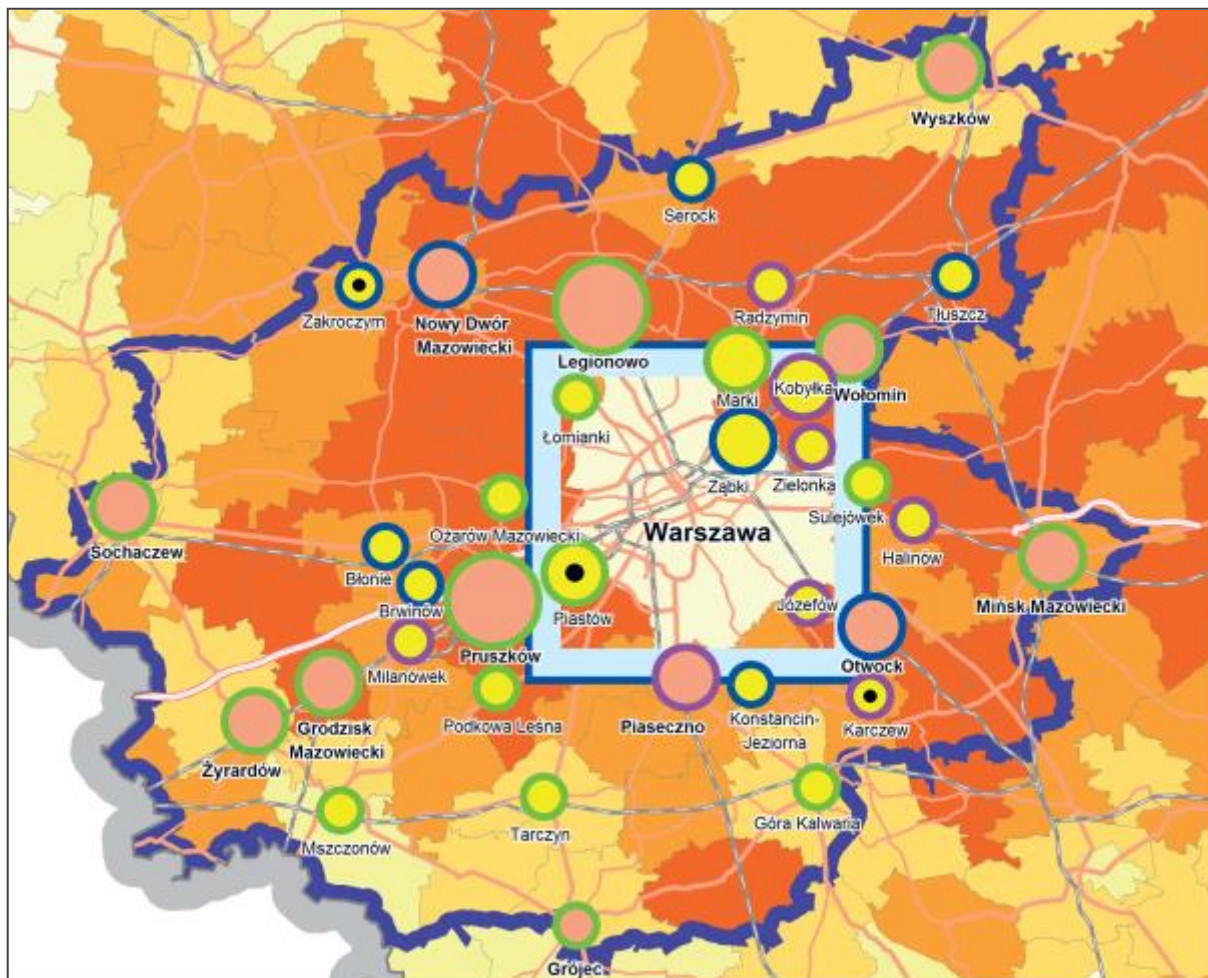 Wyszków
Serock
Zakroczym
Nowy Dwór
Mazowiecki
Radzymin
Tłuszcz
Legionowo
Marki
Kobyłka
Wołomin
Łomianki
Ząbki
Zielonka
Sochaczew
Ożarów Mazowiecki
Warszawa
Sulejówek
Halinów
Błonie
Brwinów
Piastów
Józefów
Mińsk Mazowiecki
Milanówek
Pruszków
Otwock
Grodzisk
Mazowiecki
Podkowa Leśna
Piaseczno
Konstancin-
Jeziorna
Karczew
Żyrardów
Mszczonów
Tarczyn
Góra Kalwaria
Grójec